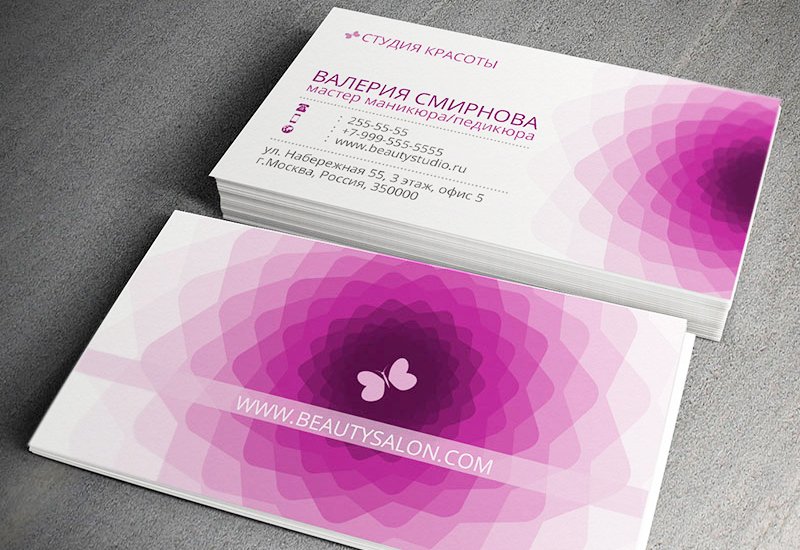 СТУДИЯ КРАСОТЫ
ВАЛЕРИЯ СМИРНОВА
мастер маникюра/педикюра
: 255-55-55
: +7-999-555-5555
: www.beautystudio.ru
ул. Набережная 55, 3 этаж, офис 5
г.Москва, Россия, 350000
WWW.BEAUTYSALON.COM